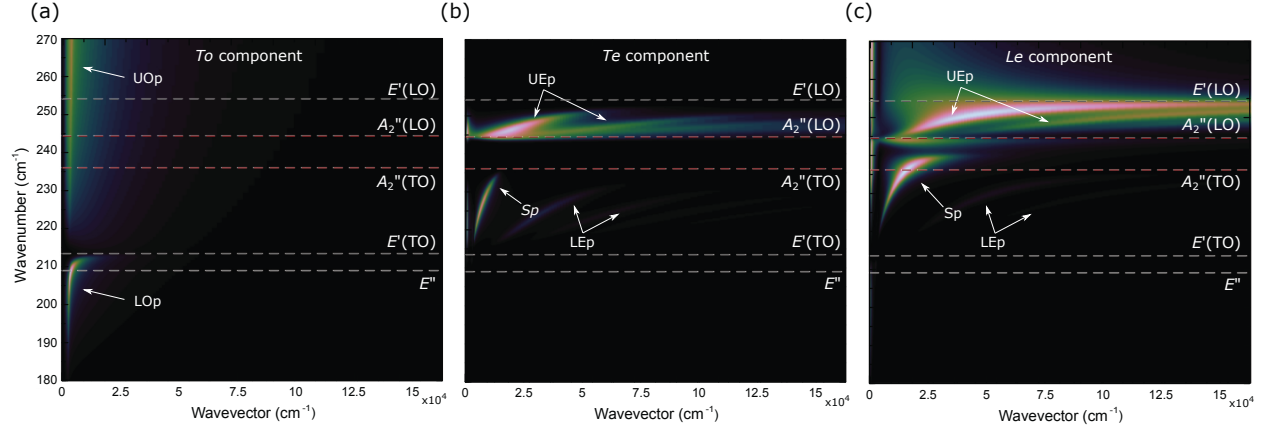 (a)
To component
270
260
250
240
230
220
210
200
190
180
Wavenumber (cm⁻¹)
UOp
E'(LO)
A₂"(LO)
A₂"(TO)
E'(TO)
E"
LOp
0
2.5
5
7.5
10
12.5
15
×10⁴
Wavevector (cm⁻¹)
(b)
Te component
UEp
E'(LO)
A₂"(LO)
A₂"(TO)
Sp
LEp
E'(TO)
E"
0
2.5
5
7.5
10
12.5
15
×10⁴
Wavevector (cm⁻¹)
(c)
Le component
UEp
E'(LO)
A₂"(LO)
A₂"(TO)
Sp
LEp
E'(TO)
E"
0
2.5
5
7.5
10
12.5
15
×10⁴
Wavevector (cm⁻¹)